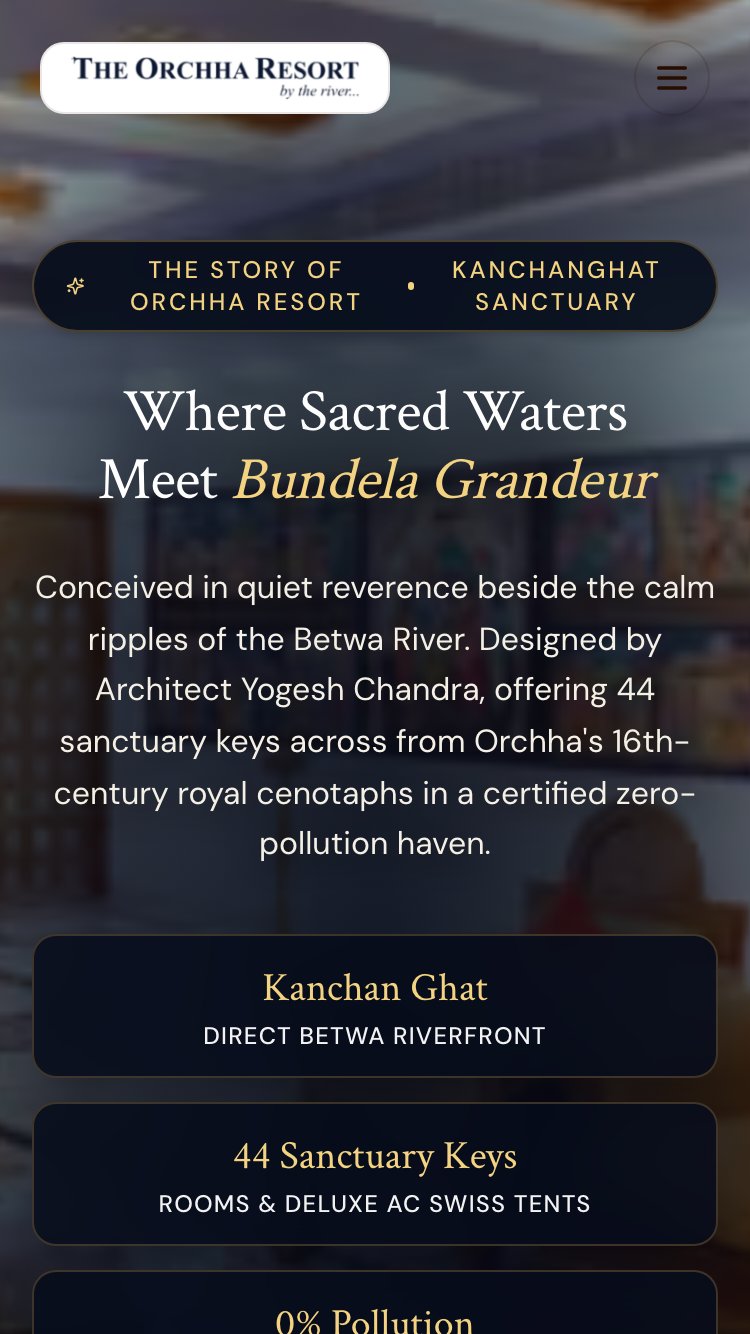 THE ORCHHA RESORT
by the river...
THE STORY OF
ORCHHA RESORT
•
KANCHANGHAT
SANCTUARY
Where Sacred Waters
Meet Bundela Grandeur
Conceived in quiet reverence beside the calm
ripples of the Betwa River. Designed by
Architect Yogesh Chandra, offering 44
sanctuary keys across from Orchha's 16th-
century royal cenotaphs in a certified zero-
pollution haven.
Kanchan Ghat
DIRECT BETWA RIVERFRONT
44 Sanctuary Keys
ROOMS & DELUXE AC SWISS TENTS
0% Pollution